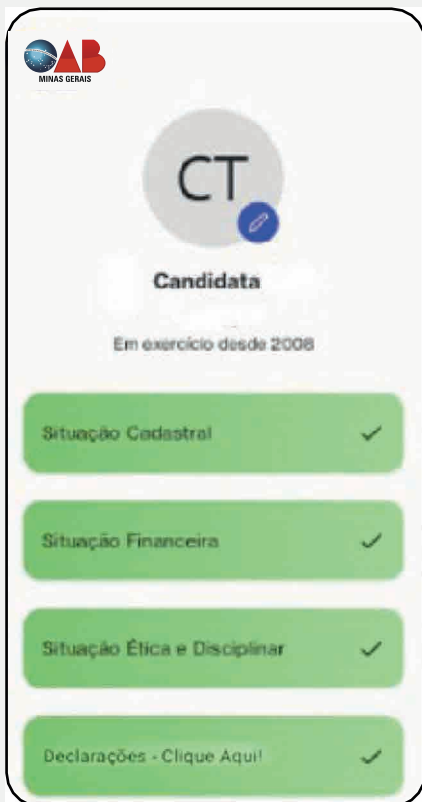 OAB
MINAS GERAIS
CT
Candidata
Em exercício desde 2008
Situação Cadastral
Situação Financeira
Situação Ética e Disciplinar
Declarações - Clique Aqui!